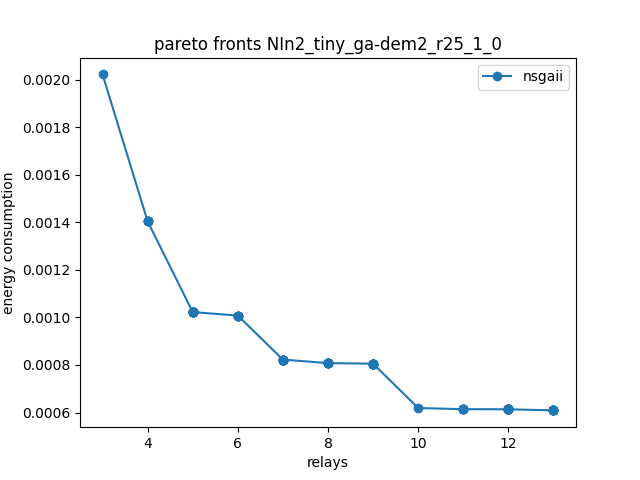 pareto fronts NIn2_tiny_ga-dem2_r25_1_0
nsgaii
0.0020
0.0018
0.0016
0.0014
0.0012
0.0010
0.0008
0.0006
energy consumption
4 6 8 10 12
relays